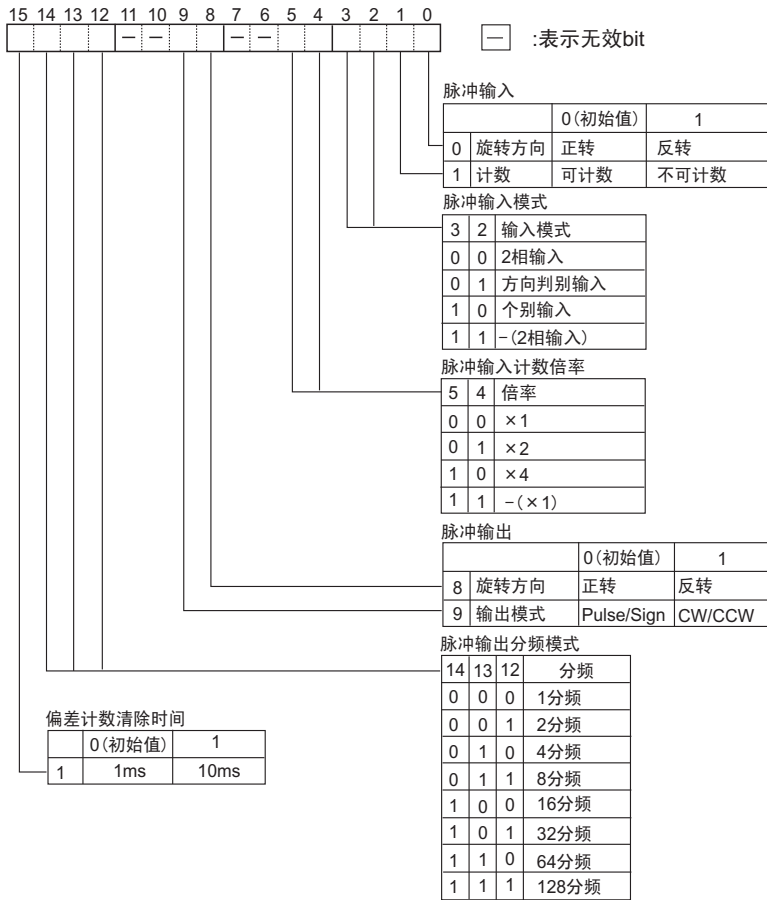 15 14 13 12 11 10 9 8 7 6 5 4 3 2 1 0
— — — —
— :表示无效bit
脉冲输入
0(初始值) 1
0 旋转方向 正转 反转
1 计数 可计数 不可计数
脉冲输入模式
3 2 输入模式
0 0 2相输入
0 1 方向判别输入
1 0 个别输入
1 1 -(2相输入)
脉冲输入计数倍率
5 4 倍率
0 0 ×1
0 1 ×2
1 0 ×4
1 1 -(×1)
脉冲输出
0(初始值) 1
8 旋转方向 正转 反转
9 输出模式 Pulse/Sign CW/CCW
脉冲输出分频模式
14 13 12 分频
0 0 0 1分频
0 0 1 2分频
0 1 0 4分频
0 1 1 8分频
1 0 0 16分频
1 0 1 32分频
1 1 0 64分频
1 1 1 128分频
偏差计数清除时间
0(初始值) 1
1 1ms 10ms